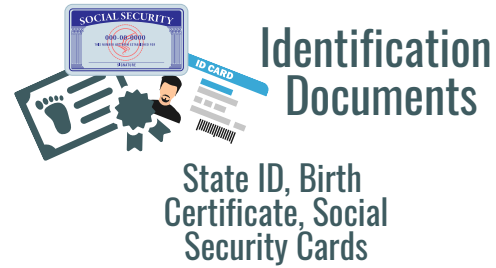 SOCIAL SECURITY
000-00-0000
ID CARD
Identification
Documents
State ID, Birth
Certificate, Social
Security Cards